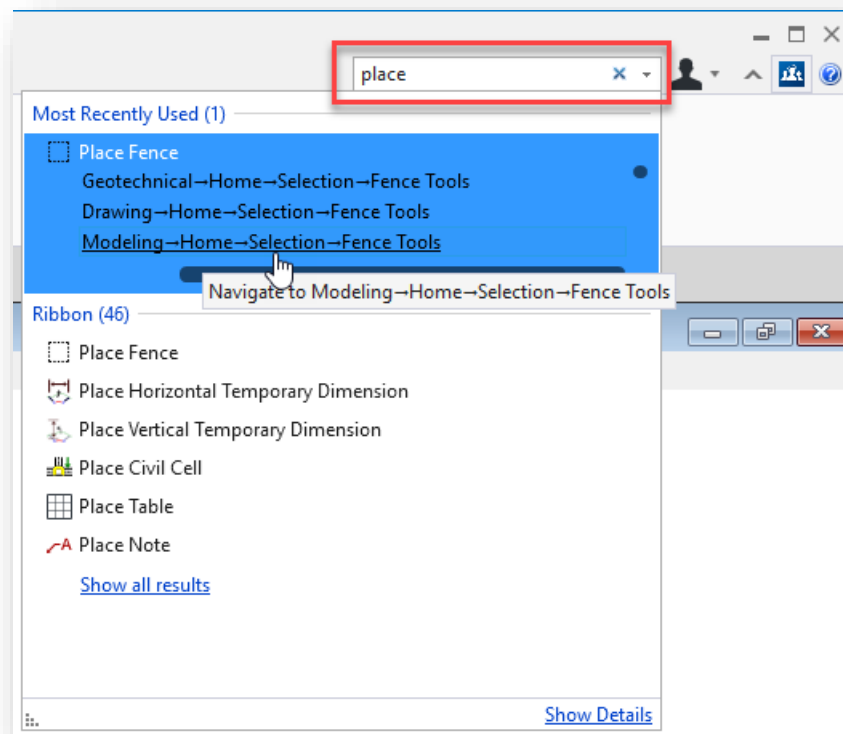 place
Most Recently Used (1)
Place Fence
Geotechnical→Home→Selection→Fence Tools
Drawing→Home→Selection→Fence Tools
Modeling→Home→Selection→Fence Tools
Navigate to Modeling→Home→Selection→Fence Tools
Ribbon (46)
Place Fence
Place Horizontal Temporary Dimension
Place Vertical Temporary Dimension
Place Civil Cell
Place Table
Place Note
Show all results
Show Details